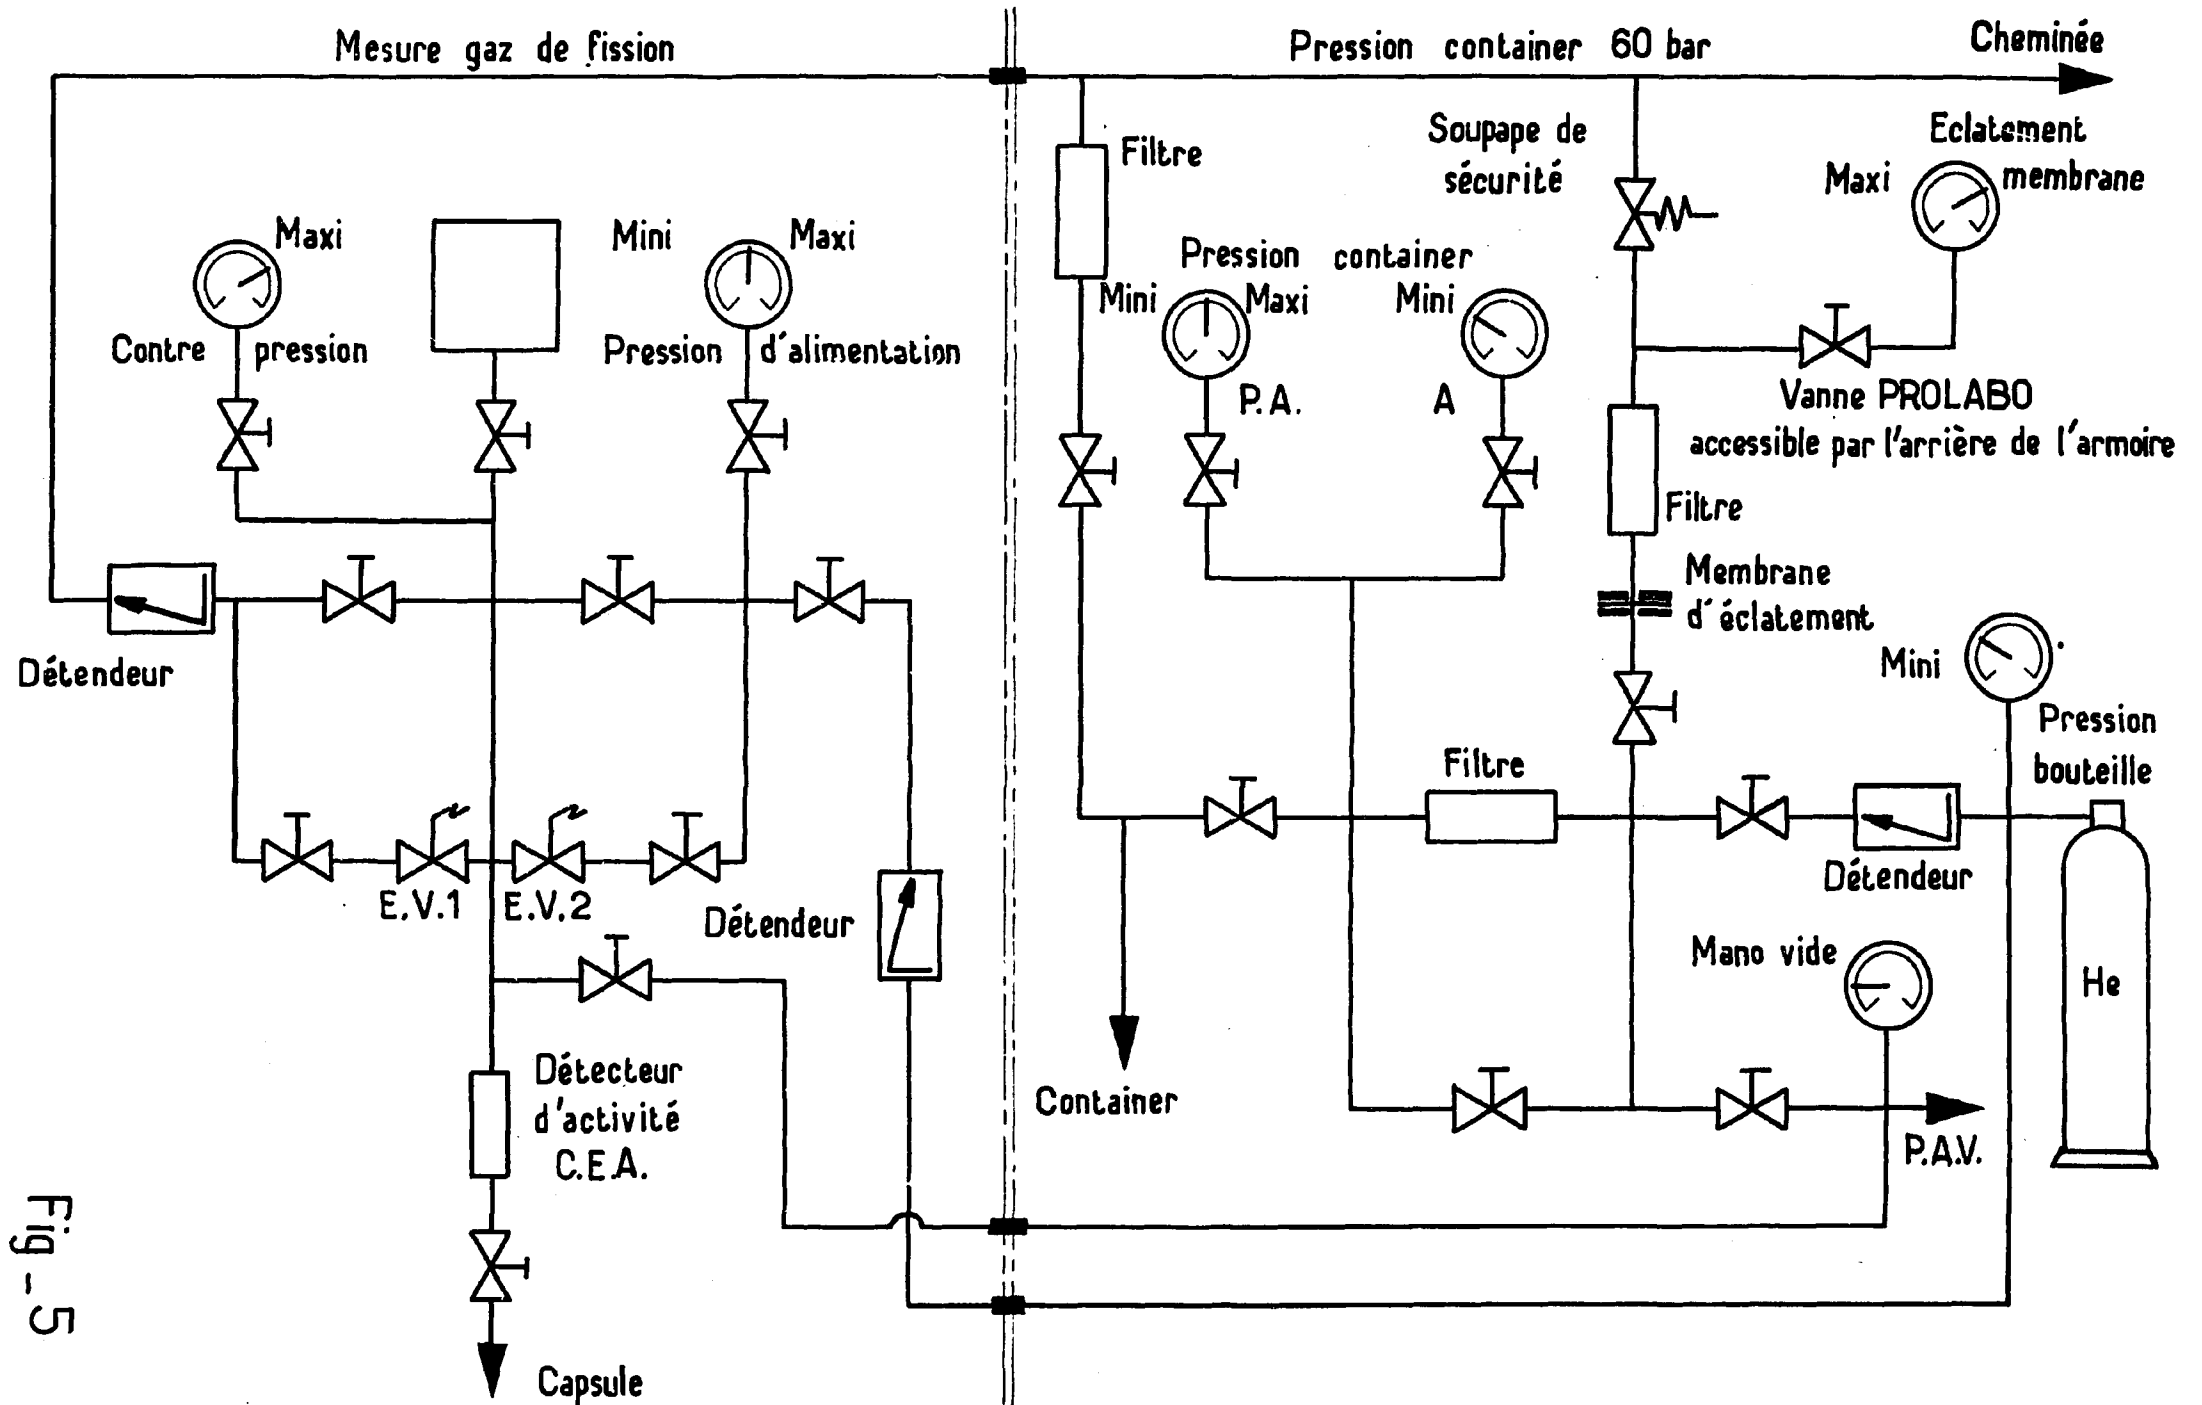 Mesure gaz de fission
Pression container 60 bar
Cheminée
Maxi
Contre pression
Mini
Maxi
Pression d'alimentation
Détendeur
E.V.1
E.V.2
Détendeur
Détecteur
d'activité
C.E.A.
Capsule
Filtre
Soupape de
sécurité
Eclatement
membrane
Maxi
Pression container
Mini
Maxi
Mini
P.A.
A
Vanne PROLABO
accessible par l'arrière de l'armoire
Filtre
Membrane
d'éclatement
Mini
Pression
bouteille
Filtre
Détendeur
Mano vide
He
Container
P.A.V.
Fig - 5